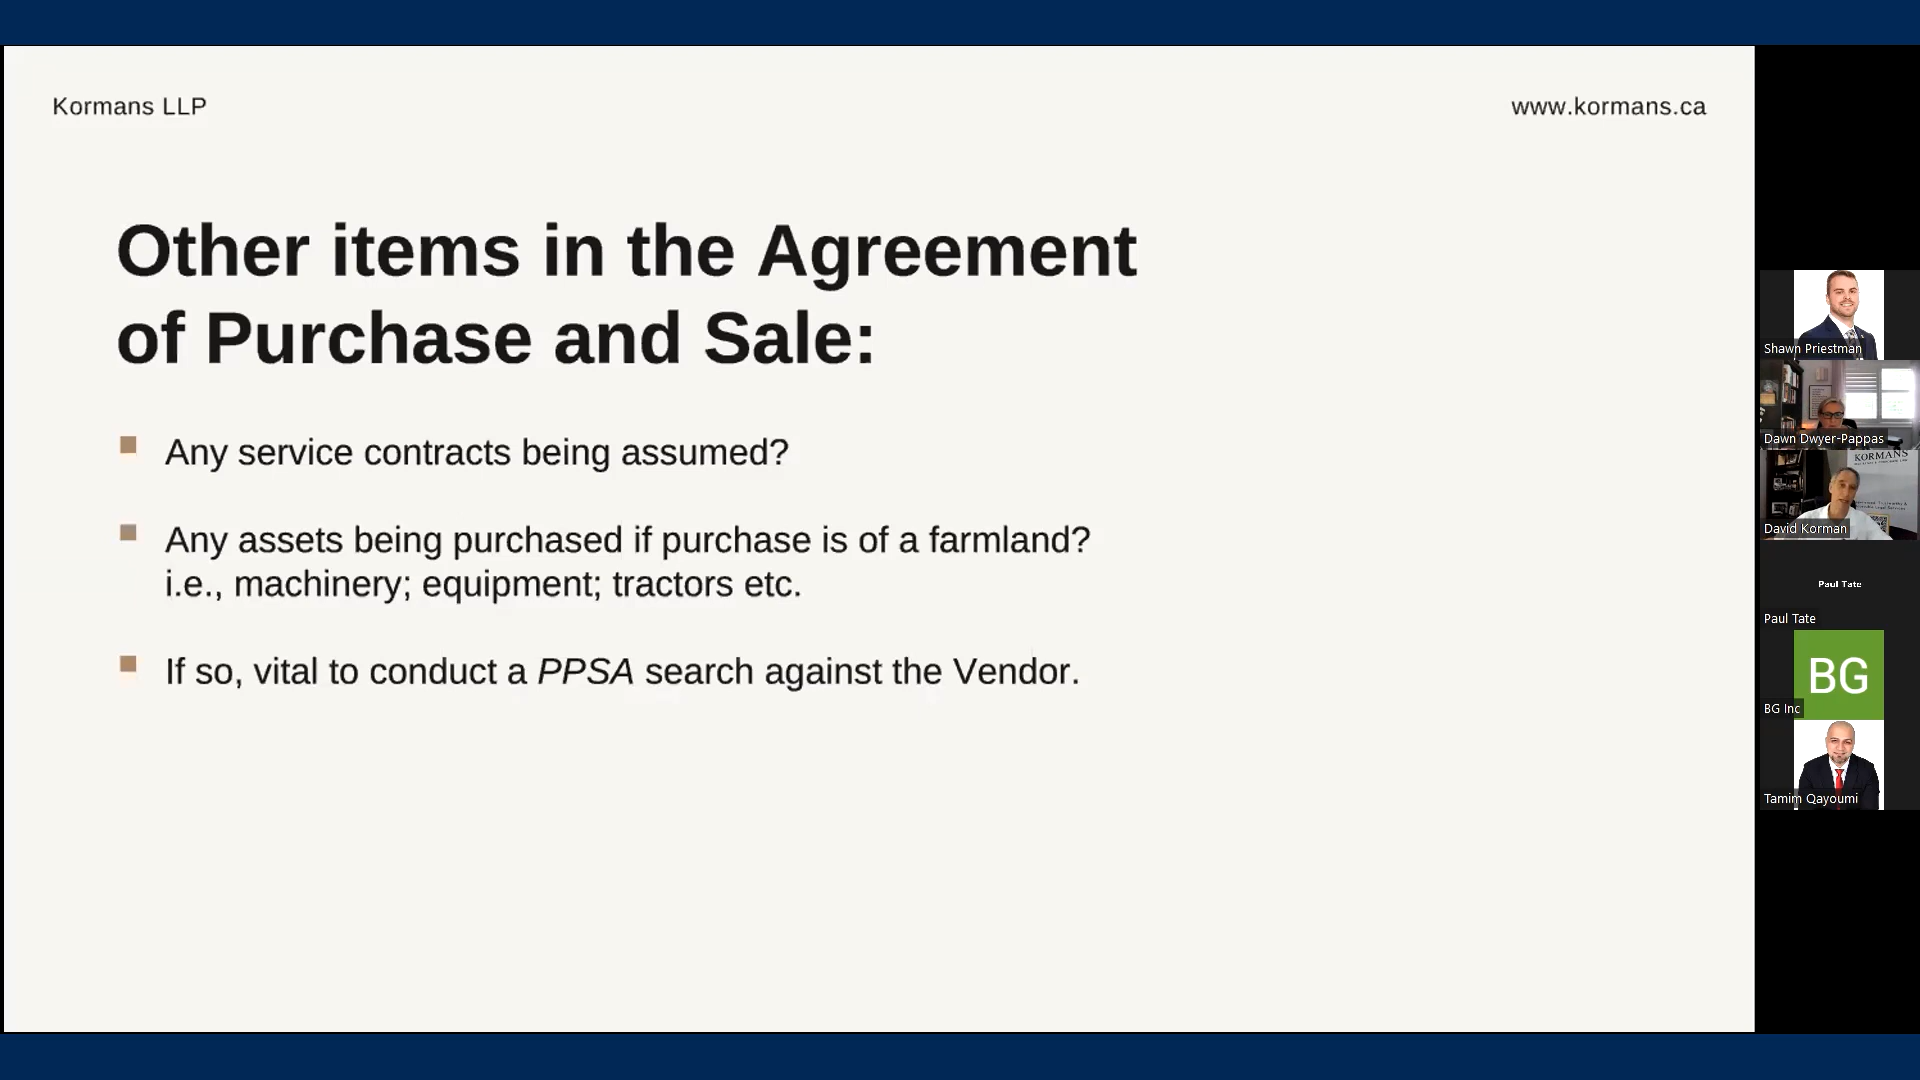 Kormans LLP
www.kormans.ca
Other items in the Agreement
of Purchase and Sale:
Any service contracts being assumed?
Any assets being purchased if purchase is of a farmland?
i.e., machinery; equipment; tractors etc.
If so, vital to conduct a PPSA search against the Vendor.
Shawn Priestman
Dawn Dwyer-Pappas
KORMANS
David Korman
Paul Tate
Paul Tate
BG
BG Inc
Tamim Qayoumi